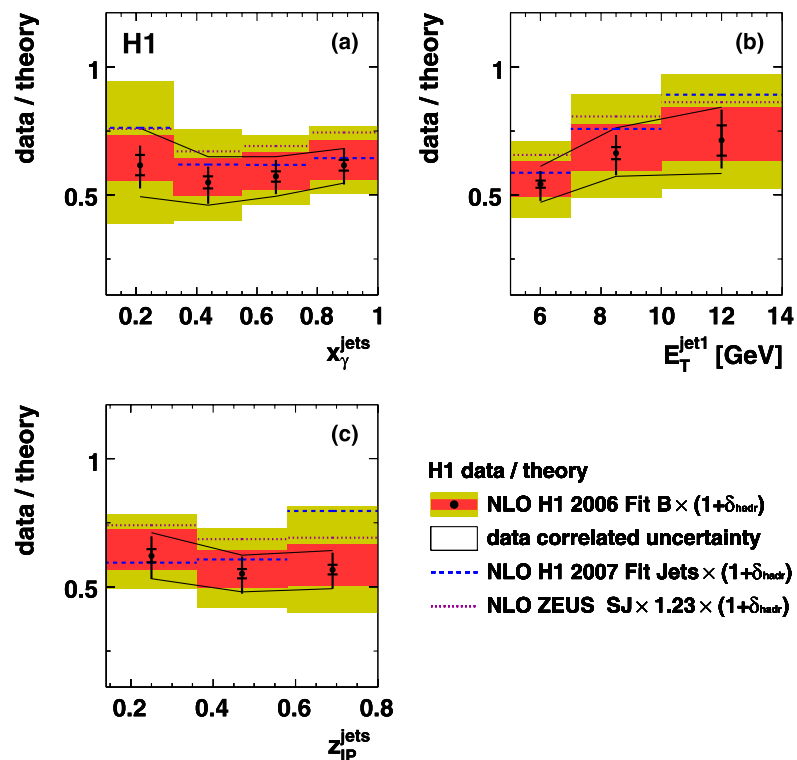 H1
(a)
data / theory
1
0.5
0.2 0.4 0.6 0.8 1
x_γ^jets
(b)
data / theory
1
0.5
6 8 10 12 14
E_T^jet1 [GeV]
(c)
data / theory
1
0.5
0.2 0.4 0.6 0.8
z_IP^jets
H1 data / theory
NLO H1 2006 Fit B × (1+δhadr)
data correlated uncertainty
NLO H1 2007 Fit Jets × (1+δhadr)
NLO ZEUS SJ × 1.23 × (1+δhadr)